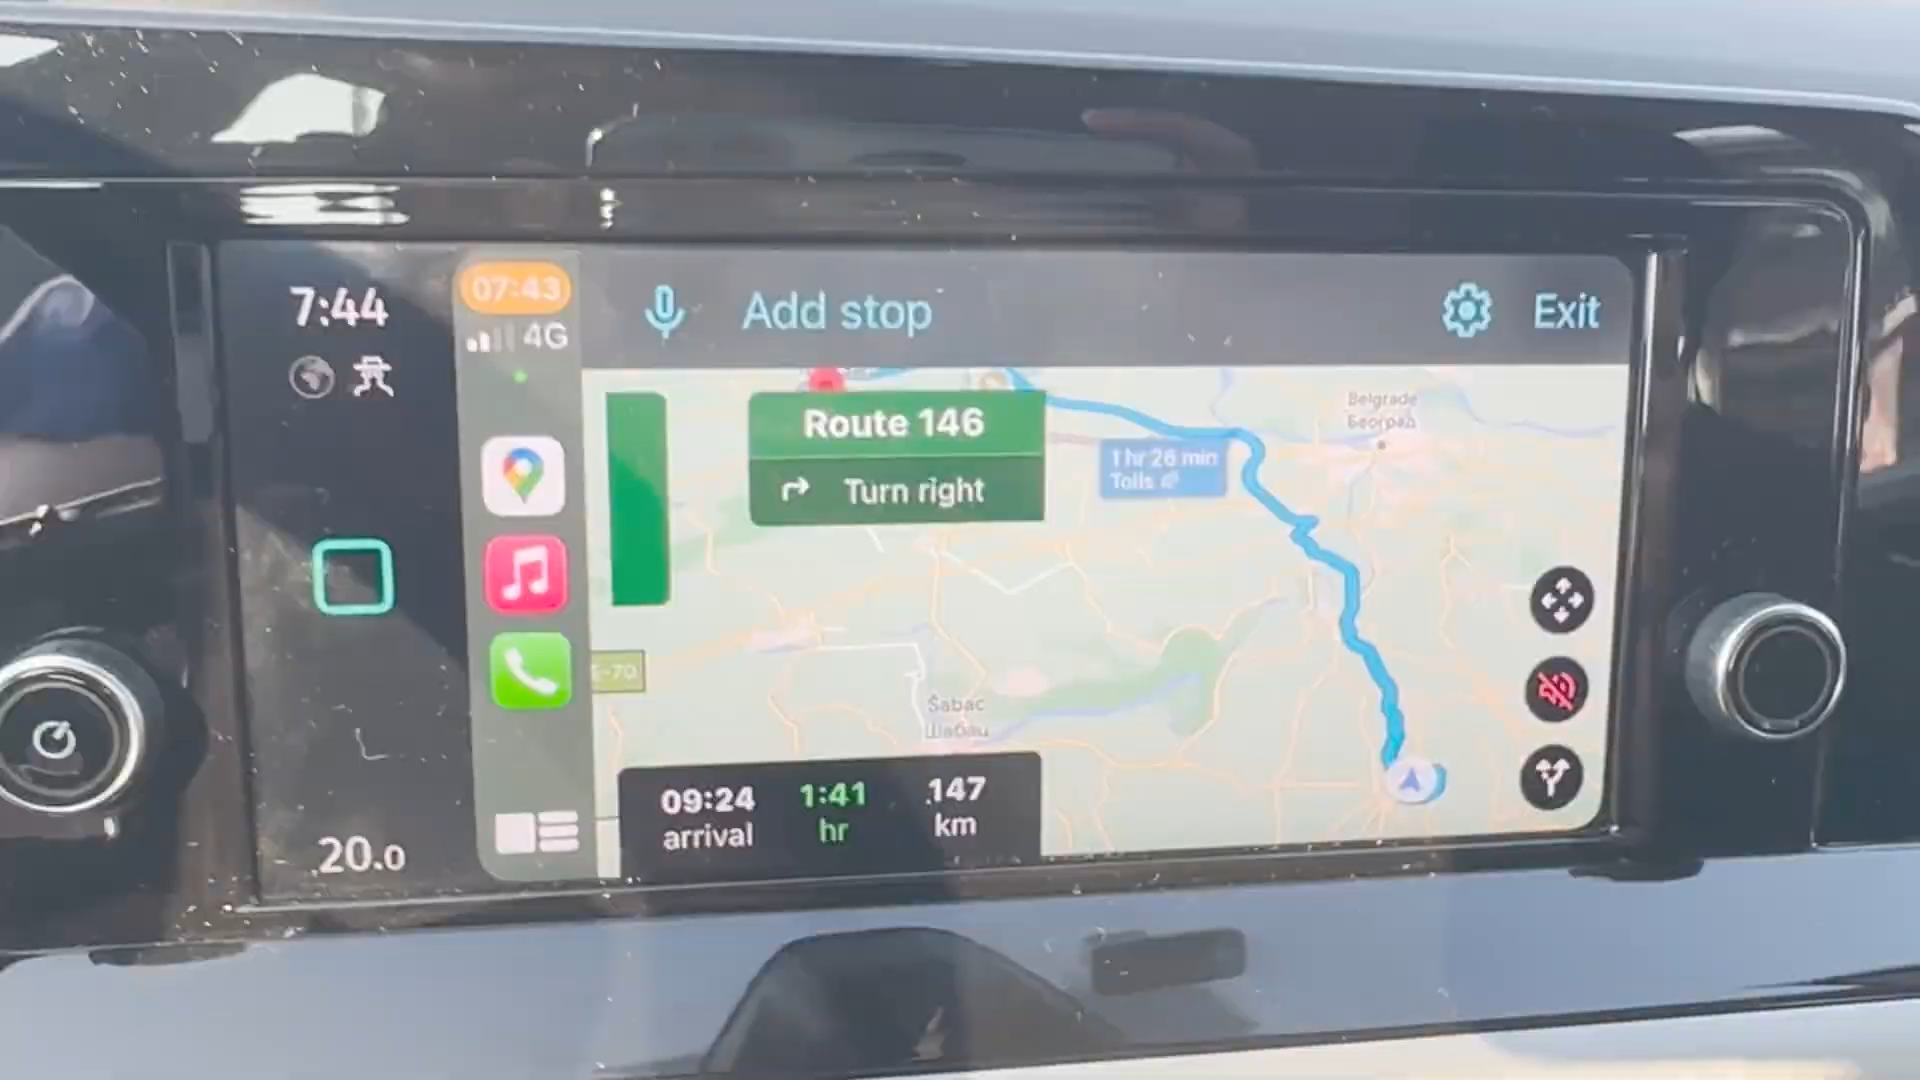 7:44
07:43
4G
Add stop
Exit
Route 146
Turn right
1 hr 26 min
Tolls
Belgrade
Београд
E-70
Šabac
Шабац
09:24
arrival
1:41
hr
147
km
20.0